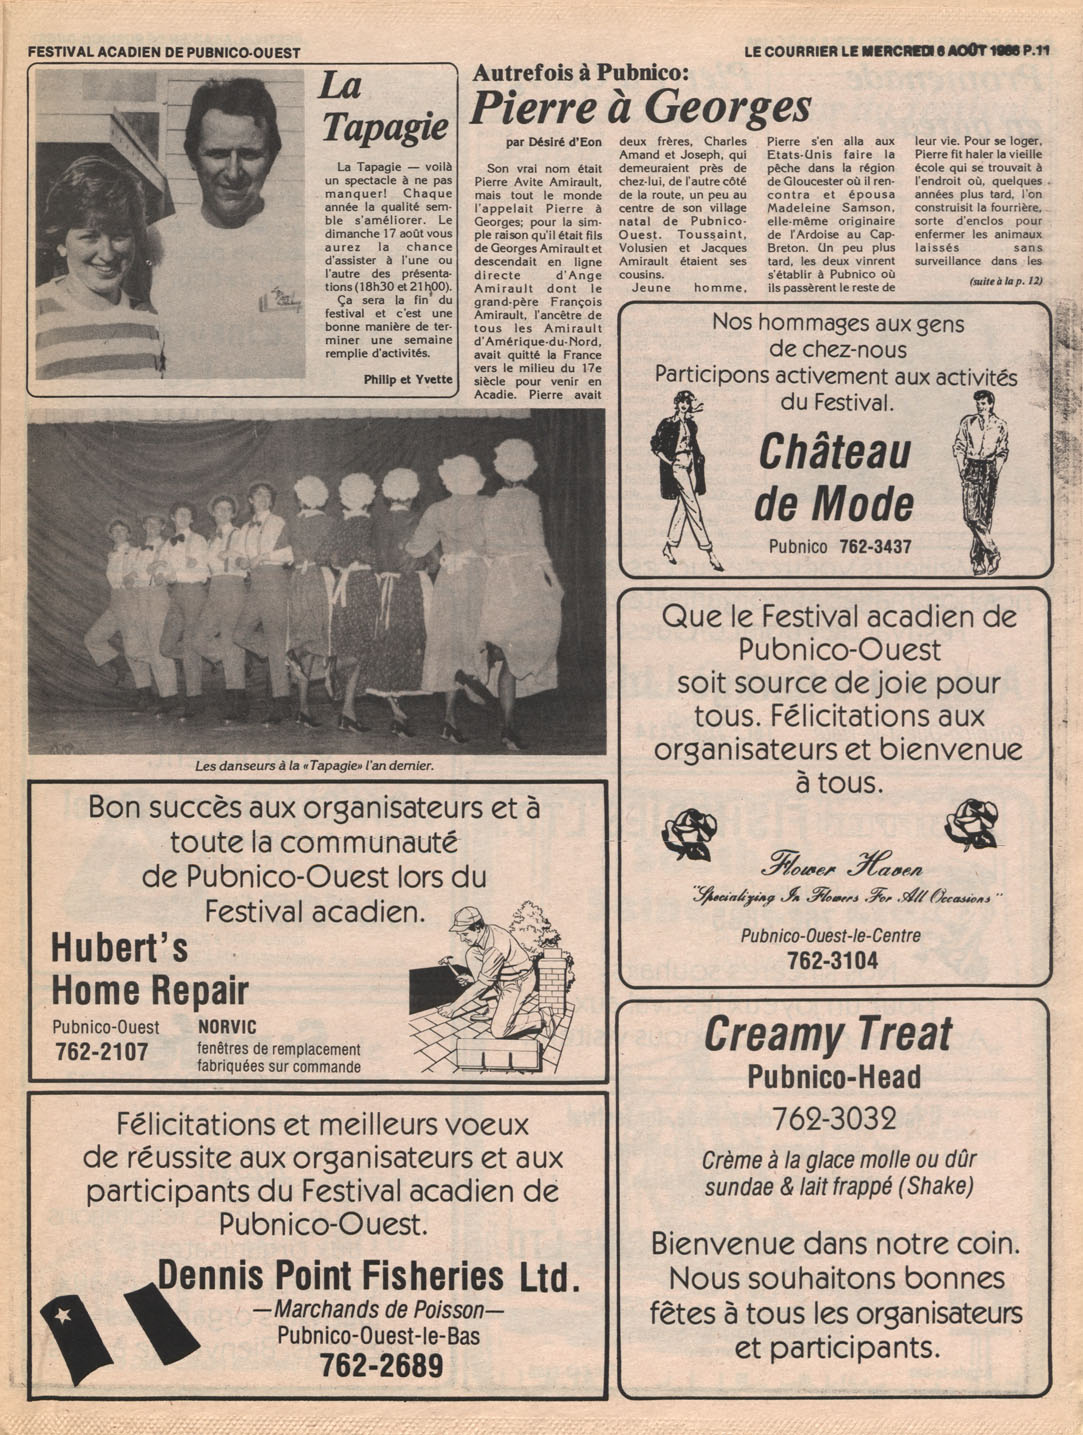 FESTIVAL ACADIEN DE PUBNICO-OUEST
LE COURRIER LE MERCREDI 6 AOÛT 1986 P.11
La
Tapagie
La Tapagie — voilà
un spectacle à ne pas
manquer! Chaque
année la qualité sem-
ble s'améliorer. Le
dimanche 17 août vous
aurez la chance
d'assister à l'une ou
l'autre des présenta-
tions (18h30 et 21h00).
Ça sera la fin du
festival et c'est une
bonne manière de ter-
miner une semaine
remplie d'activités.
Philip et Yvette
Autrefois à Pubnico:
Pierre à Georges
par Désiré d'Eon
Son vrai nom était
Pierre Avite Amirault,
mais tout le monde
l'appelait Pierre à
Georges; pour la sim-
ple raison qu'il était fils
de Georges Amirault et
descendait en ligne
directe d'Ange
Amirault dont le
grand-père François
Amirault, l'ancêtre de
tous les Amirault
d'Amérique-du-Nord,
avait quitté la France
vers le milieu du 17e
siècle pour venir en
Acadie. Pierre avait
deux frères, Charles
Amand et Joseph, qui
demeuraient près de
chez-lui, de l'autre côté
de la route, un peu au
centre de son village
natal de Pubnico-
Ouest. Toussaint,
Volusien et Jacques
Amirault étaient ses
cousins.
Jeune homme,
Pierre s'en alla aux
Etats-Unis faire la
pêche dans la région
de Gloucester où il ren-
contra et épousa
Madeleine Samson,
elle-même originaire
de l'Ardoise au Cap-
Breton. Un peu plus
tard, les deux vinrent
s'établir à Pubnico où
ils passèrent le reste de
leur vie. Pour se loger,
Pierre fit haler la vieille
école qui se trouvait à
l'endroit où, quelques
années plus tard, l'on
construisit la fourrière,
sorte d'enclos pour
enfermer les animaux
laissés sans
surveillance dans les
(suite à la p. 12)
Les danseurs à la «Tapagie» l'an dernier.
Nos hommages aux gens
de chez-nous
Participons activement aux activités
du Festival.
Château
de Mode
Pubnico 762-3437
Que le Festival acadien de
Pubnico-Ouest
soit source de joie pour
tous. Félicitations aux
organisateurs et bienvenue
à tous.
Flower Haven
"Specializing In Flowers For All Occasions"
Pubnico-Ouest-le-Centre
762-3104
Bon succès aux organisateurs et à
toute la communauté
de Pubnico-Ouest lors du
Festival acadien.
Hubert's
Home Repair
Pubnico-Ouest
762-2107
NORVIC
fenêtres de remplacement
fabriquées sur commande
Félicitations et meilleurs voeux
de réussite aux organisateurs et aux
participants du Festival acadien de
Pubnico-Ouest.
Dennis Point Fisheries Ltd.
—Marchands de Poisson—
Pubnico-Ouest-le-Bas
762-2689
Creamy Treat
Pubnico-Head
762-3032
Crème à la glace molle ou dûr
sundae & lait frappé (Shake)
Bienvenue dans notre coin.
Nous souhaitons bonnes
fêtes à tous les organisateurs
et participants.